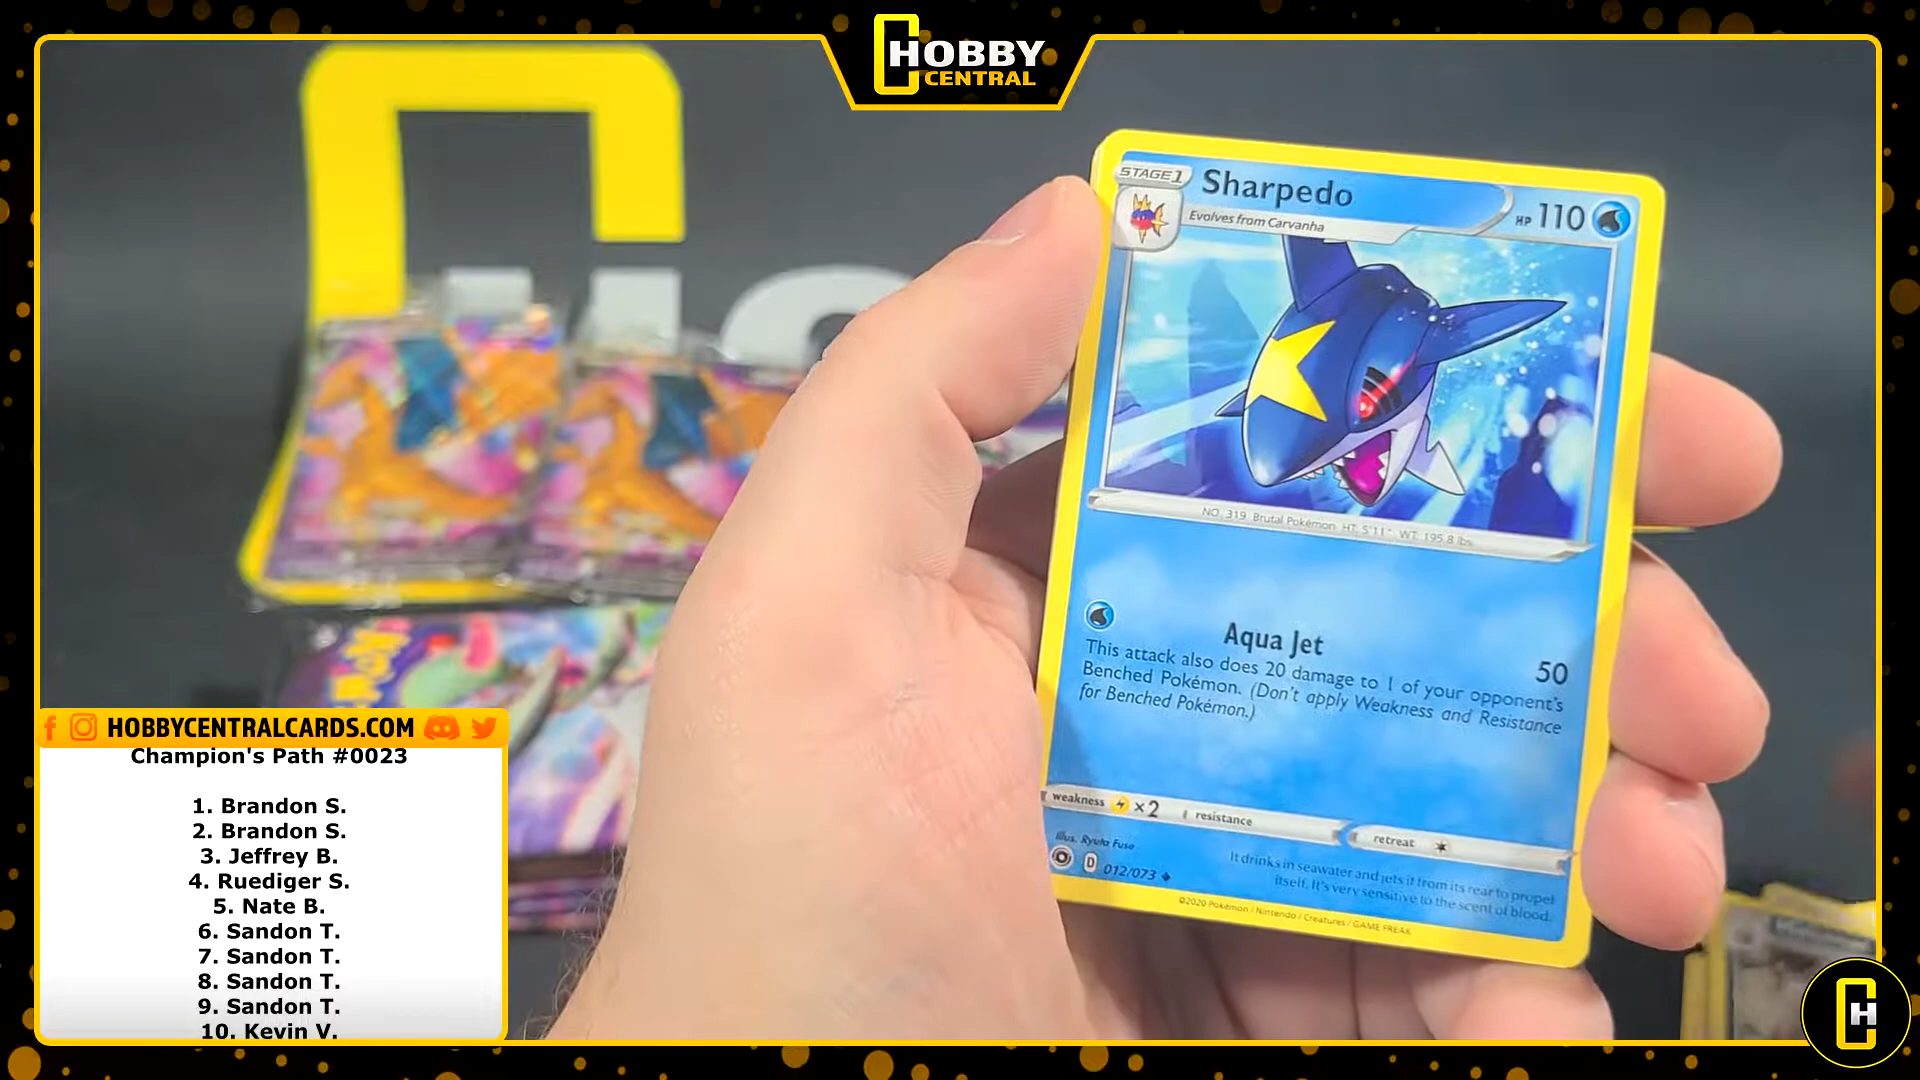 HOBBY
CENTRAL
STAGE 1
Sharpedo
HP 110
Evolves from Carvanha
NO. 319 Brutal Pokémon HT: 5'11" WT: 195.8 lbs.
Aqua Jet
50
This attack also does 20 damage to 1 of your opponent's
Benched Pokémon. (Don't apply Weakness and Resistance
for Benched Pokémon.)
weakness ×2
resistance
retreat
Illus. Ryuta Fuse
D 012/073
It drinks in seawater and jets it from its rear to propel
itself. It's very sensitive to the scent of blood.
©2020 Pokémon / Nintendo / Creatures / GAME FREAK
HOBBYCENTRALCARDS.COM
Champion's Path #0023
1. Brandon S.
2. Brandon S.
3. Jeffrey B.
4. Ruediger S.
5. Nate B.
6. Sandon T.
7. Sandon T.
8. Sandon T.
9. Sandon T.
10. Kevin V.
CH